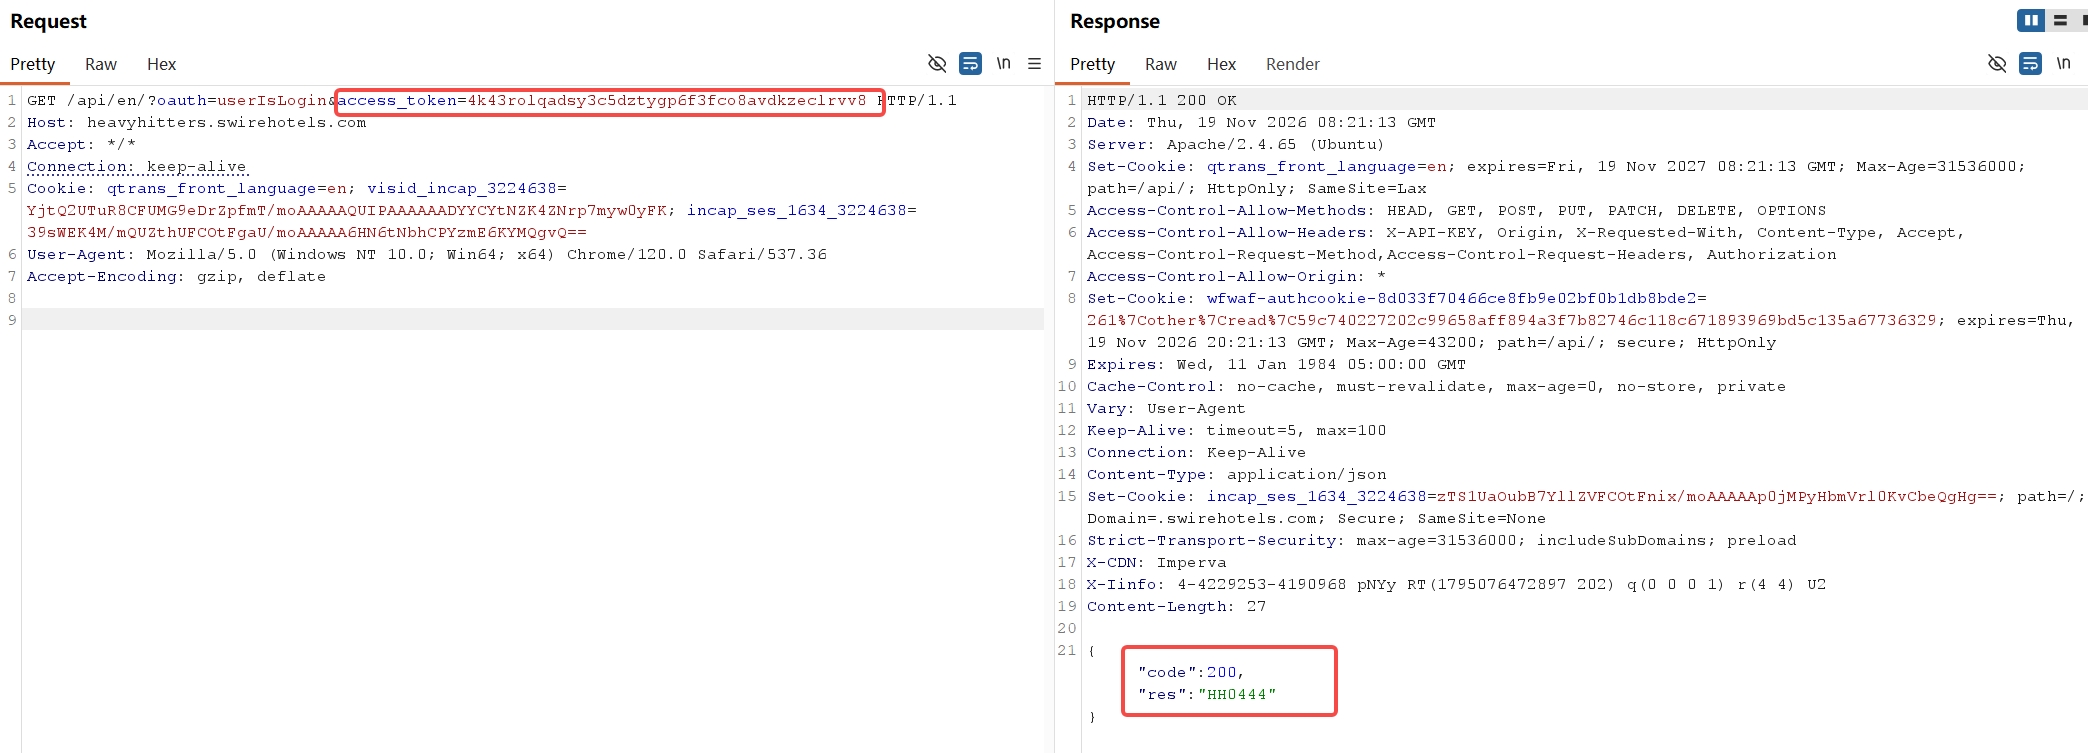 Request
Pretty Raw Hex \n
1 GET /api/en/?oauth=userIsLogin&access_token=4k43rolqadsy3c5dztygp6f3fco8avdkzeclrvv8 HTTP/1.1
2 Host: heavyhitters.swirehotels.com
3 Accept: */*
4 Connection: keep-alive
5 Cookie: qtrans_front_language=en; visid_incap_3224638=
YjtQ2UTuR8CFUMG9eDrZpfmT/moAAAAAQUIPAAAAAADYYCYtNZK4ZNrp7myw0yFK; incap_ses_1634_3224638=
39sWEK4M/mQUZthUFCOtFgaU/moAAAAA6HN6tNbhCPYzmE6KYMQgvQ==
6 User-Agent: Mozilla/5.0 (Windows NT 10.0; Win64; x64) Chrome/120.0 Safari/537.36
7 Accept-Encoding: gzip, deflate
8
9
Response
Pretty Raw Hex Render \n
1 HTTP/1.1 200 OK
2 Date: Thu, 19 Nov 2026 08:21:13 GMT
3 Server: Apache/2.4.65 (Ubuntu)
4 Set-Cookie: qtrans_front_language=en; expires=Fri, 19 Nov 2027 08:21:13 GMT; Max-Age=31536000;
path=/api/; HttpOnly; SameSite=Lax
5 Access-Control-Allow-Methods: HEAD, GET, POST, PUT, PATCH, DELETE, OPTIONS
6 Access-Control-Allow-Headers: X-API-KEY, Origin, X-Requested-With, Content-Type, Accept,
Access-Control-Request-Method,Access-Control-Request-Headers, Authorization
7 Access-Control-Allow-Origin: *
8 Set-Cookie: wfwaf-authcookie-8d033f70466ce8fb9e02bf0b1db8bde2=
261%7Cother%7Cread%7C59c740227202c99658aff894a3f7b82746c118c671893969bd5c135a67736329; expires=Thu,
19 Nov 2026 20:21:13 GMT; Max-Age=43200; path=/api/; secure; HttpOnly
9 Expires: Wed, 11 Jan 1984 05:00:00 GMT
10 Cache-Control: no-cache, must-revalidate, max-age=0, no-store, private
11 Vary: User-Agent
12 Keep-Alive: timeout=5, max=100
13 Connection: Keep-Alive
14 Content-Type: application/json
15 Set-Cookie: incap_ses_1634_3224638=zTS1UaOubB7YllZVFCOtFnix/moAAAAAp0jMPyHbmVrl0KvCbeQgHg==; path=/;
Domain=.swirehotels.com; Secure; SameSite=None
16 Strict-Transport-Security: max-age=31536000; includeSubDomains; preload
17 X-CDN: Imperva
18 X-Iinfo: 4-4229253-4190968 pNYy RT(1795076472897 202) q(0 0 0 1) r(4 4) U2
19 Content-Length: 27
20
21 {
"code":200,
"res":"HH0444"
}